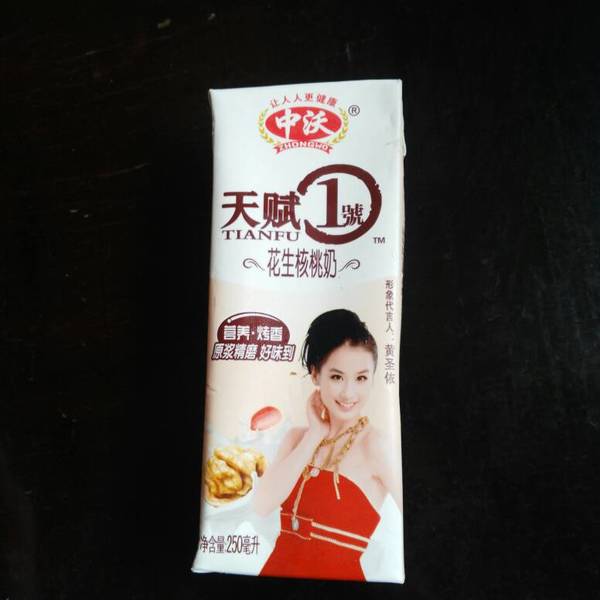 让人人更健康
中沃®
ZHONGWO
天赋1號
TIANFU
TM
花生核桃奶
形象代言人：黄圣依
营养·烤香
原浆精磨 好味到
净含量:250毫升